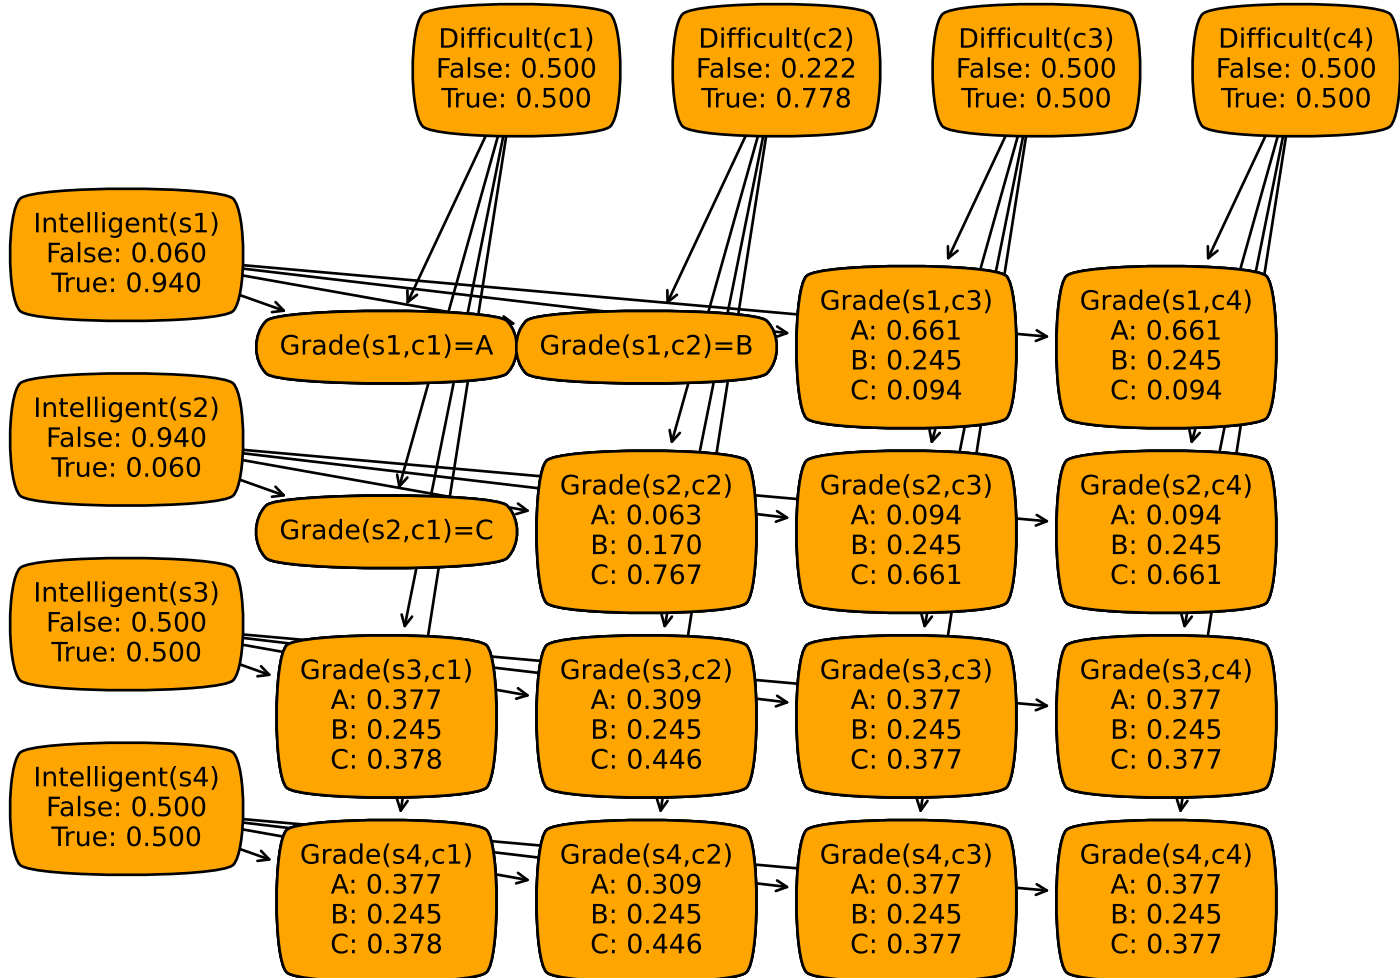 Difficult(c1)
False: 0.500
True: 0.500
Difficult(c2)
False: 0.222
True: 0.778
Difficult(c3)
False: 0.500
True: 0.500
Difficult(c4)
False: 0.500
True: 0.500
Intelligent(s1)
False: 0.060
True: 0.940
Grade(s1,c1)=A
Grade(s1,c2)=B
Grade(s1,c3)
A: 0.661
B: 0.245
C: 0.094
Grade(s1,c4)
A: 0.661
B: 0.245
C: 0.094
Intelligent(s2)
False: 0.940
True: 0.060
Grade(s2,c1)=C
Grade(s2,c2)
A: 0.063
B: 0.170
C: 0.767
Grade(s2,c3)
A: 0.094
B: 0.245
C: 0.661
Grade(s2,c4)
A: 0.094
B: 0.245
C: 0.661
Intelligent(s3)
False: 0.500
True: 0.500
Grade(s3,c1)
A: 0.377
B: 0.245
C: 0.378
Grade(s3,c2)
A: 0.309
B: 0.245
C: 0.446
Grade(s3,c3)
A: 0.377
B: 0.245
C: 0.377
Grade(s3,c4)
A: 0.377
B: 0.245
C: 0.377
Intelligent(s4)
False: 0.500
True: 0.500
Grade(s4,c1)
A: 0.377
B: 0.245
C: 0.378
Grade(s4,c2)
A: 0.309
B: 0.245
C: 0.446
Grade(s4,c3)
A: 0.377
B: 0.245
C: 0.377
Grade(s4,c4)
A: 0.377
B: 0.245
C: 0.377